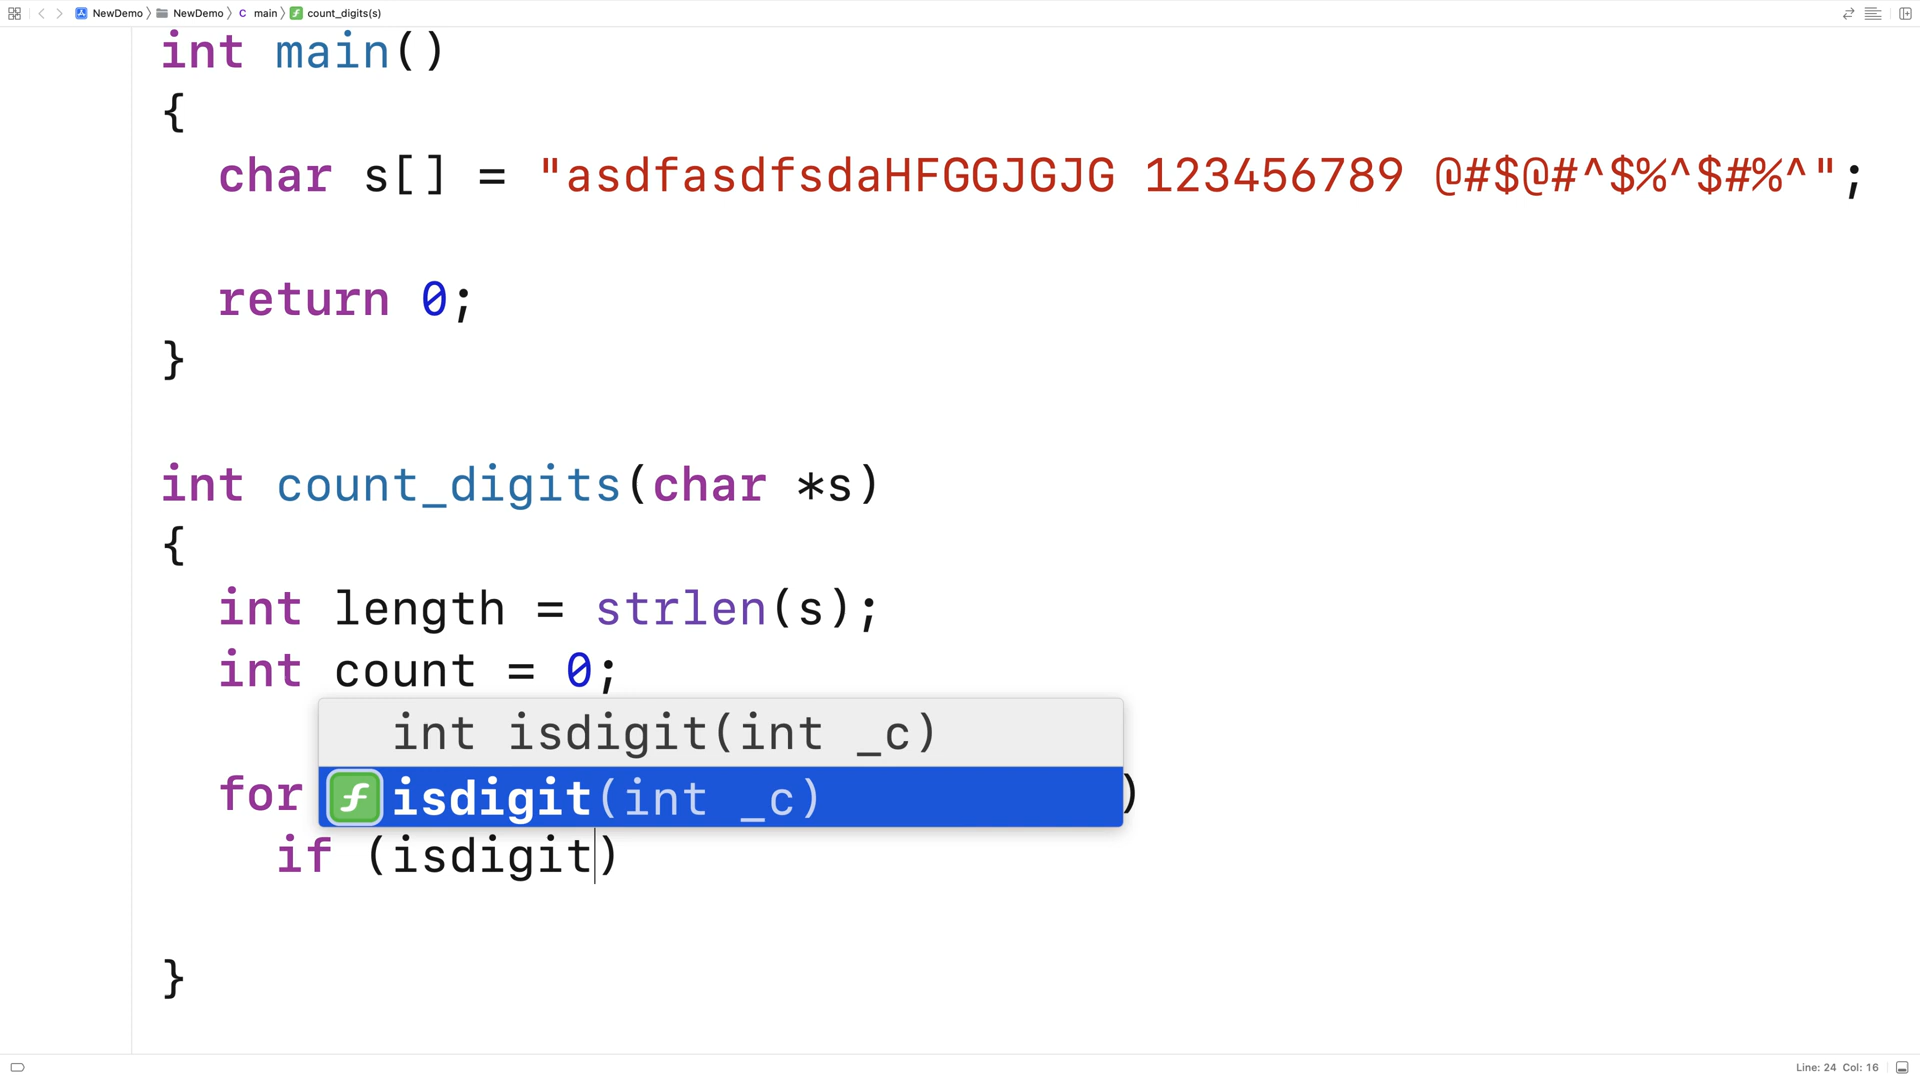 NewDemo NewDemo C main f count_digits(s)
int main()
{
char s[] = "asdfasdfsdaHFGGJGJG 123456789 @#$@#^$%^$#%^";
return 0;
}
int count_digits(char *s)
{
int length = strlen(s);
int count = 0;
int isdigit(int _c)
for f isdigit(int _c) )
if (isdigit)
}
Line: 24 Col: 16